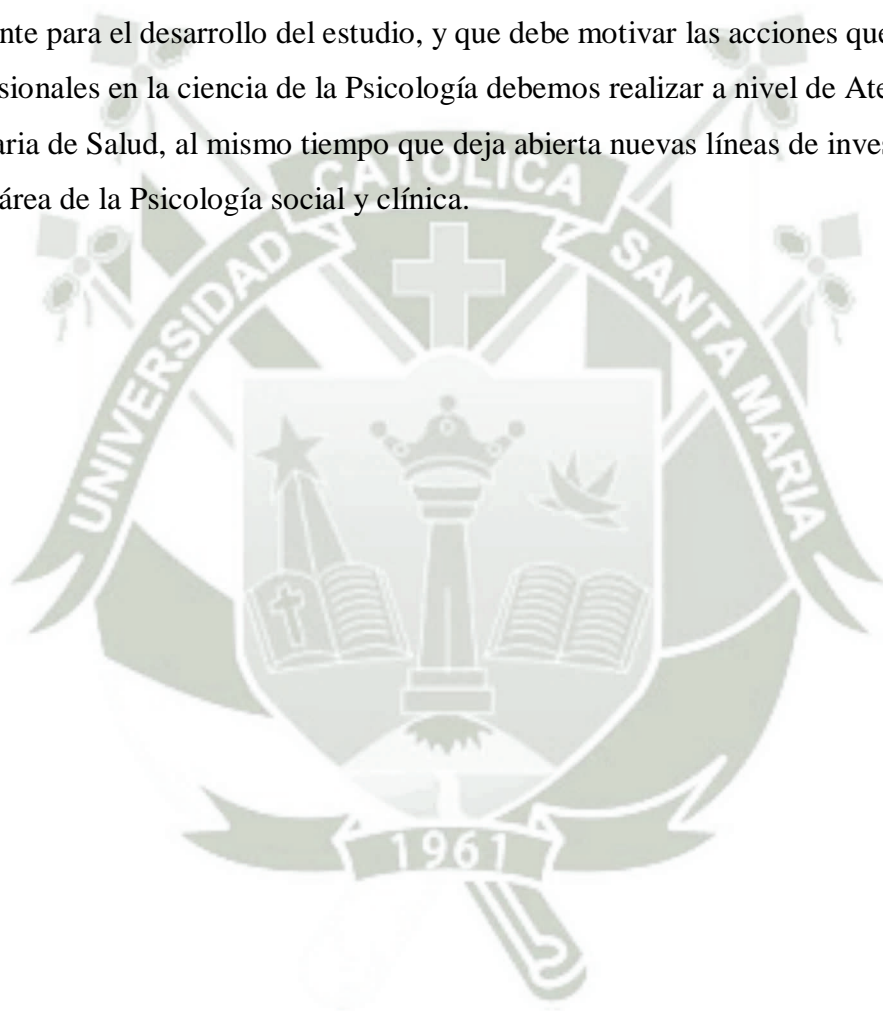 nte para el desarrollo del estudio, y que debe motivar las acciones que
sionales en la ciencia de la Psicología debemos realizar a nivel de Ate
aria de Salud, al mismo tiempo que deja abierta nuevas líneas de inves
área de la Psicología social y clínica.
UNIVERSIDAD
CATOLICA
SANTA MARIA
1961